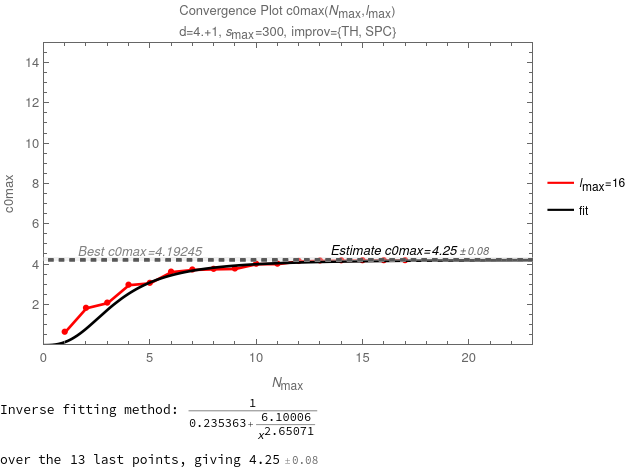 Convergence Plot c0max(Nmax,lmax)
d=4.+1, smax=300, improv={TH, SPC}
14
12
10
8
6
4
2
c0max
Best c0max=4.19245
Estimate c0max=4.25 ±0.08
lmax=16
fit
0 5 10 15 20
Nmax
Inverse fitting method: 1
0.235363+ 6.10006
x2.65071
over the 13 last points, giving 4.25 ±0.08